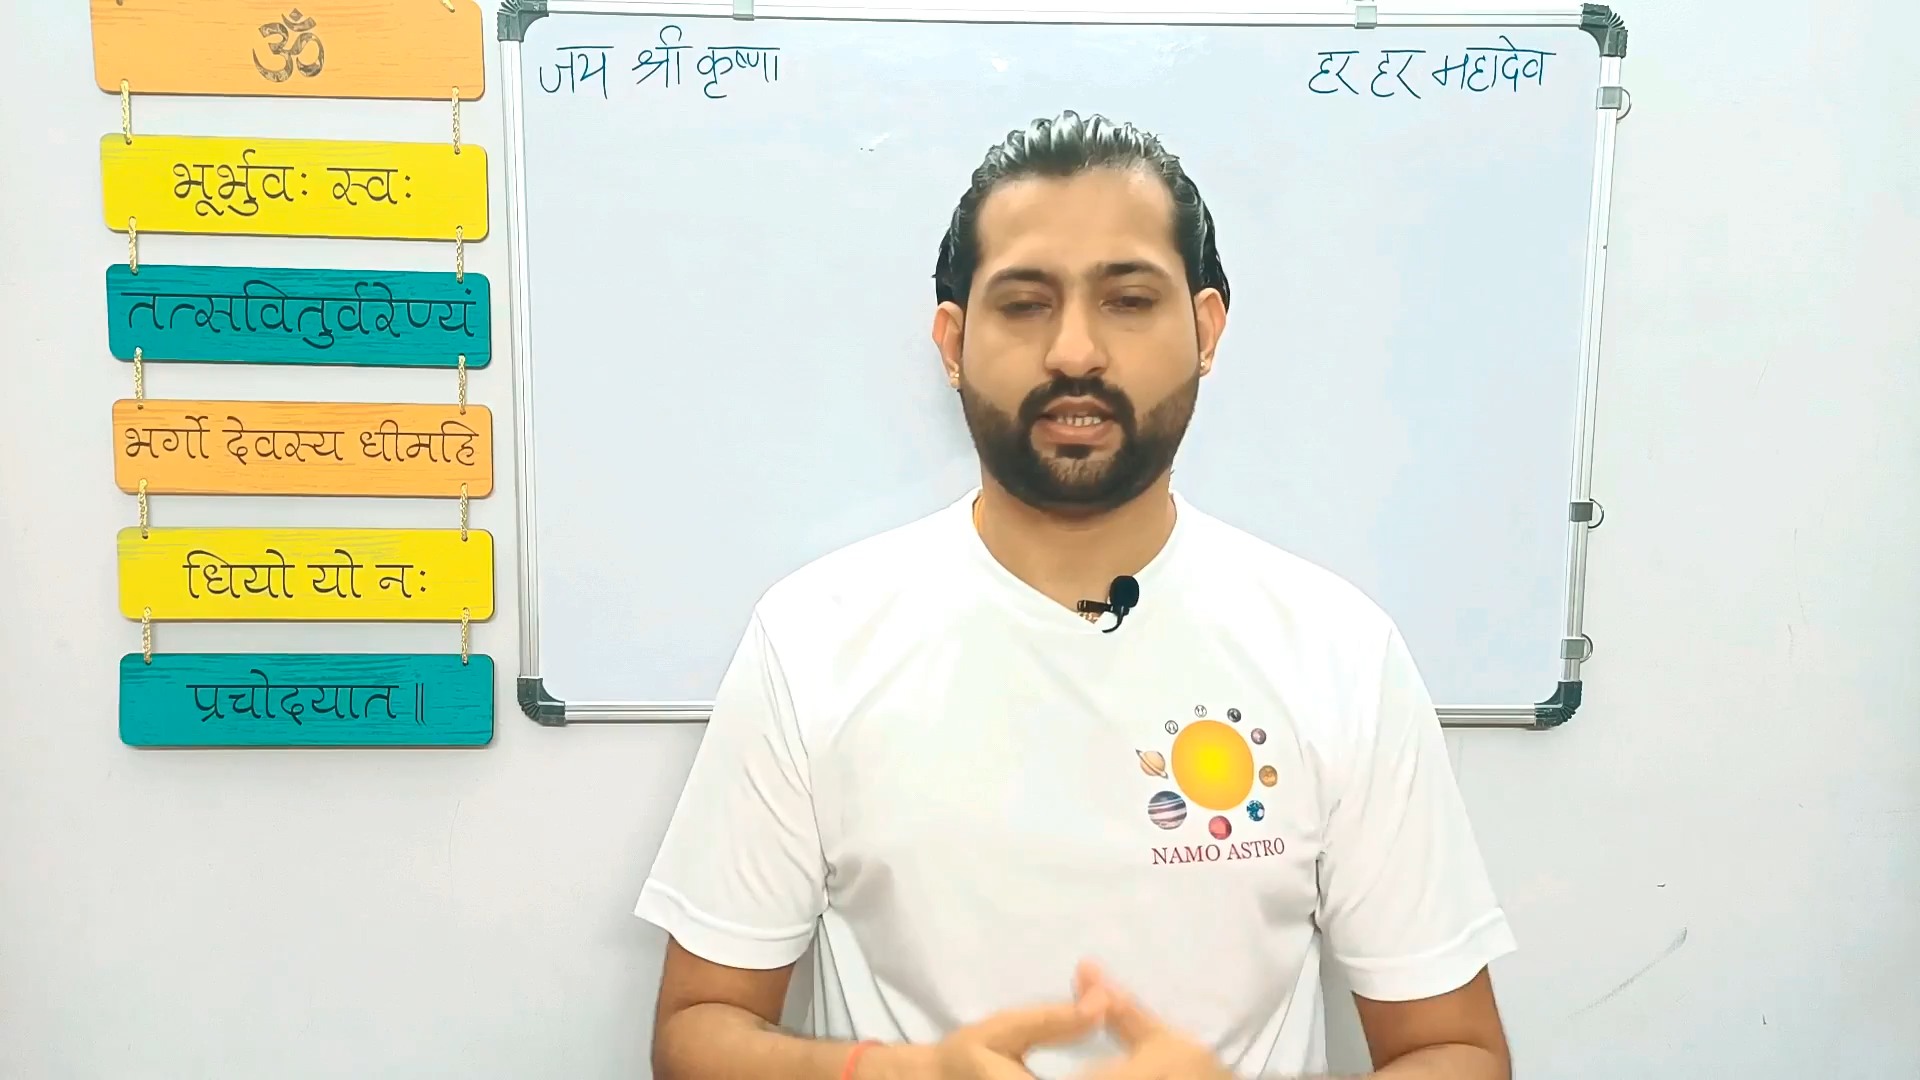 ॐ
भूर्भुवः स्वः
तत्सवितुर्वरेण्यं
भर्गो देवस्य धीमहि
धियो यो नः
प्रचोदयात॥
जय श्री कृष्णा
हर हर महादेव
NAMO ASTRO